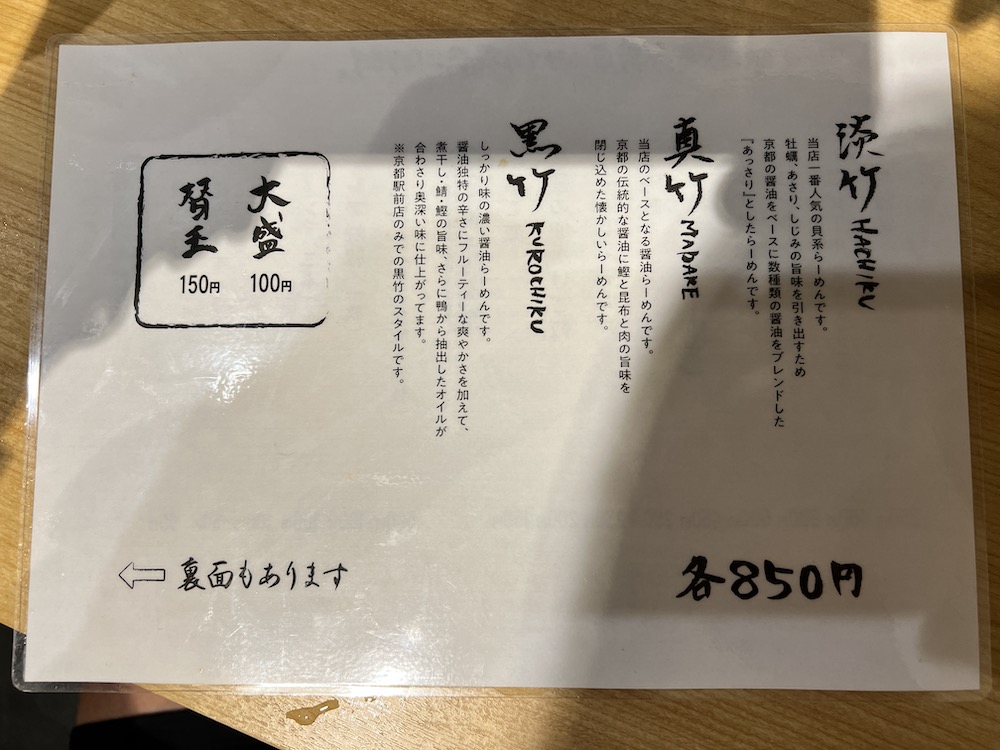 淡竹 HACHIKU
当店一番人気の貝系らーめんです。
牡蠣、あさり、しじみの旨味を引き出すため
京都の醤油をベースに数種類の醤油をブレンドした
『あっさり』としたらーめんです。
真竹 MADAKE
当店のベースとなる醤油らーめんです。
京都の伝統的な醤油に鰹と昆布と肉の旨味を
閉じ込めた懐かしいらーめんです。
黒竹 KUROCHIKU
しっかり味の濃い醤油らーめんです。
醤油独特の辛さにフルーティーな爽やかさを加えて、
煮干し・鯖・鰹の旨味、さらに鴨から抽出したオイルが
合わさり奥深い味に仕上がってます。
※京都駅前店のみでの黒竹のスタイルです。
各850円
大盛 100円
替玉 150円
裏面もあります